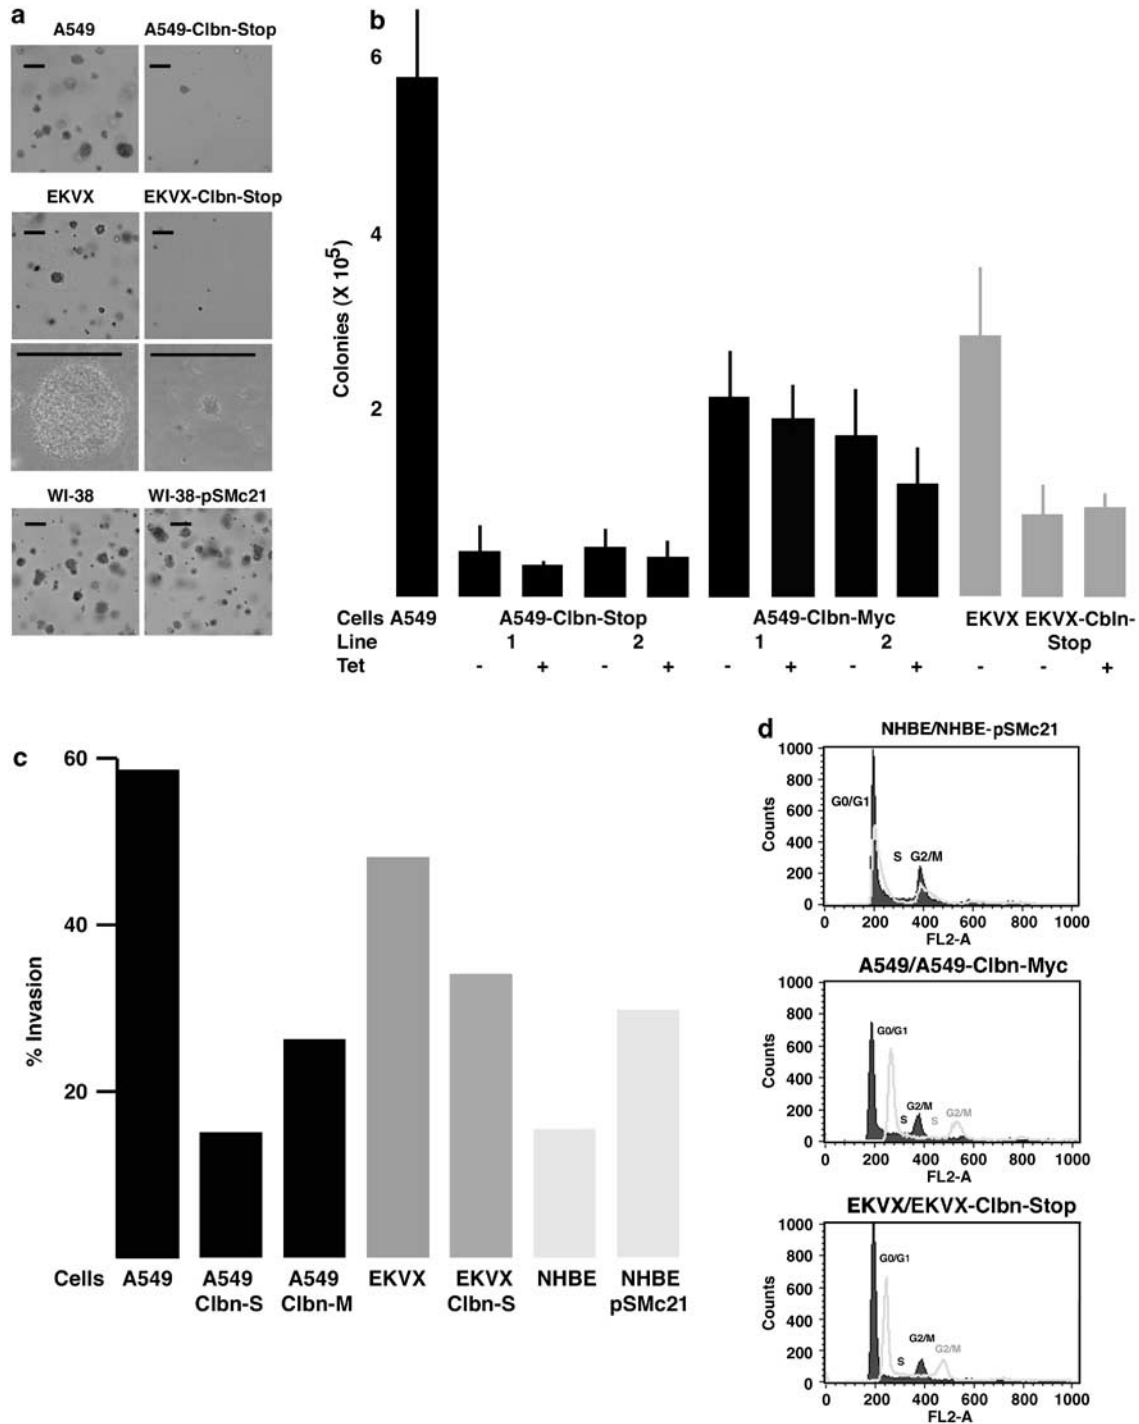 a
A549 A549-Clbn-Stop
EKVX EKVX-Clbn-Stop
WI-38 WI-38-pSMc21
b
6
4
2
Colonies (X 10⁵)
Cells A549 A549-Clbn-Stop A549-Clbn-Myc EKVX EKVX-Cbln-
Line 1 2 1 2 Stop
Tet - + - + - + - + - - +
c
60
40
20
% Invasion
Cells A549 A549 A549 EKVX EKVX NHBE NHBE
Clbn-S Clbn-M Clbn-S pSMc21
d
NHBE/NHBE-pSMc21
1000
800
600
400
200
0
Counts
G0/G1
S G2/M
0 200 400 600 800 1000
FL2-A
A549/A549-Clbn-Myc
1000
800
600
400
200
0
Counts
G0/G1
G2/M G2/M
S S
0 200 400 600 800 1000
FL2-A
EKVX/EKVX-Clbn-Stop
1000
800
600
400
200
0
Counts
G0/G1
G2/M G2/M
S
0 200 400 600 800 1000
FL2-A